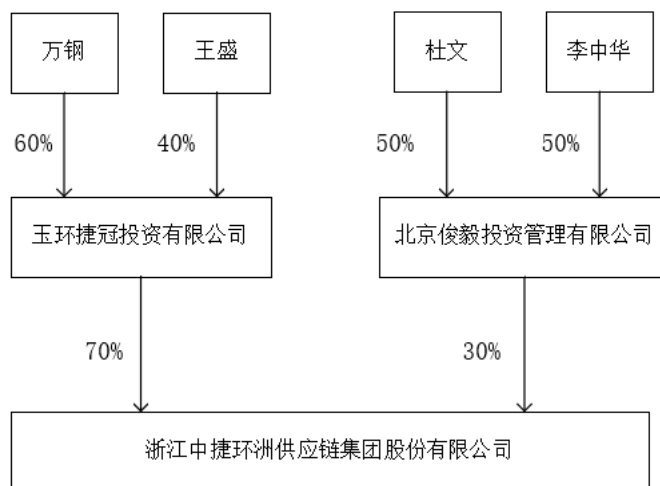 万钢
王盛
杜文
李中华
60%
40%
50%
50%
玉环捷冠投资有限公司
北京俊毅投资管理有限公司
70%
30%
浙江中捷环洲供应链集团股份有限公司